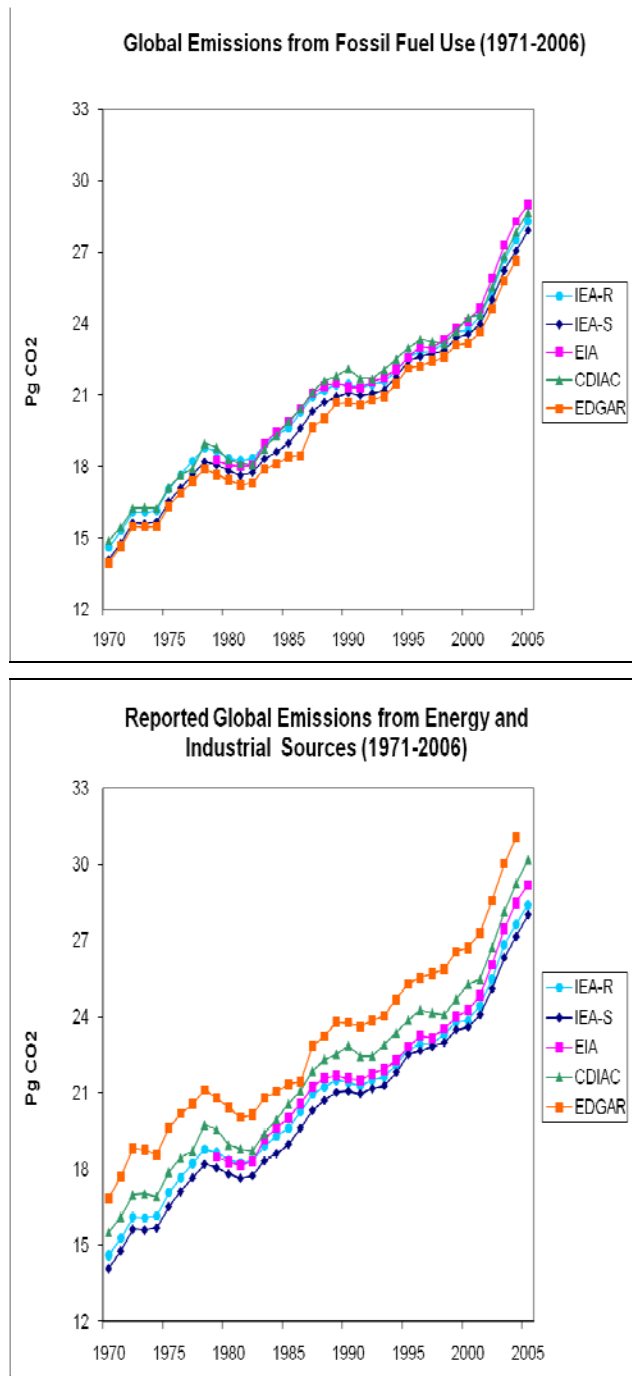 Global Emissions from Fossil Fuel Use (1971-2006)
33
30
27
24
21
18
15
12
Pg CO2
1970 1975 1980 1985 1990 1995 2000 2005
IEA-R
IEA-S
EIA
CDIAC
EDGAR
Reported Global Emissions from Energy and
Industrial Sources (1971-2006)
33
30
27
24
21
18
15
12
Pg CO2
1970 1975 1980 1985 1990 1995 2000 2005
IEA-R
IEA-S
EIA
CDIAC
EDGAR